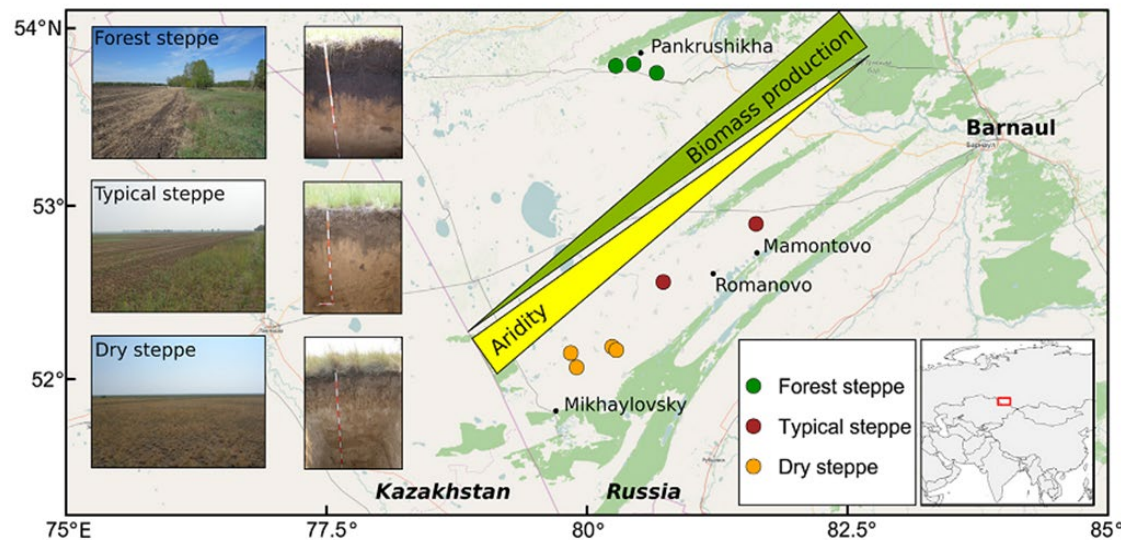 54°N
53°
52°
75°E
77.5°
80°
82.5°
85°
Forest steppe
Typical steppe
Dry steppe
Pankrushikha
Biomass production
Aridity
Barnaul
Барнаул
Mamontovo
Romanovo
Mikhaylovsky
Kazakhstan
Russia
Forest steppe
Typical steppe
Dry steppe